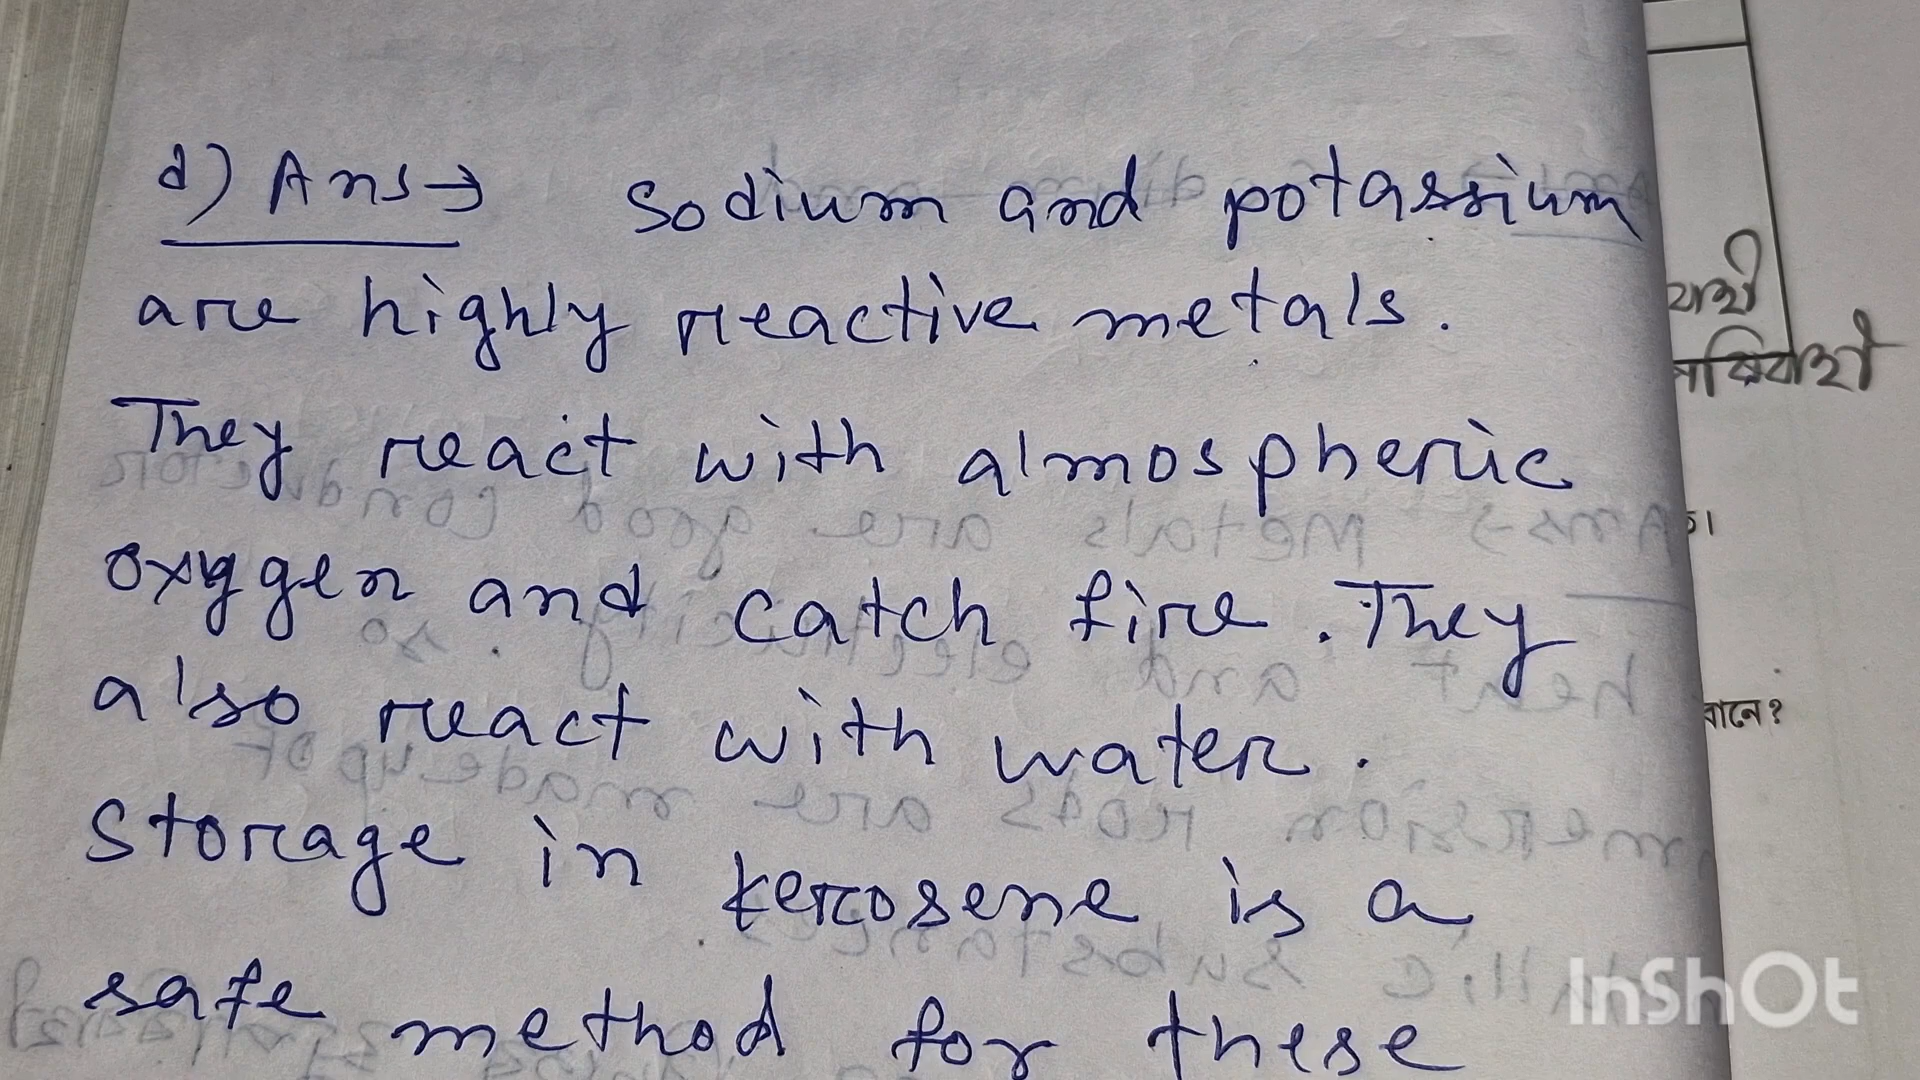 d) Ans→ Sodium and potassium
are highly reactive metals.
They react with almospheric
oxygen and catch fire. They
also react with water.
Storage in kerosene is a
safe method for these
বাহী
বানে?
InShOt